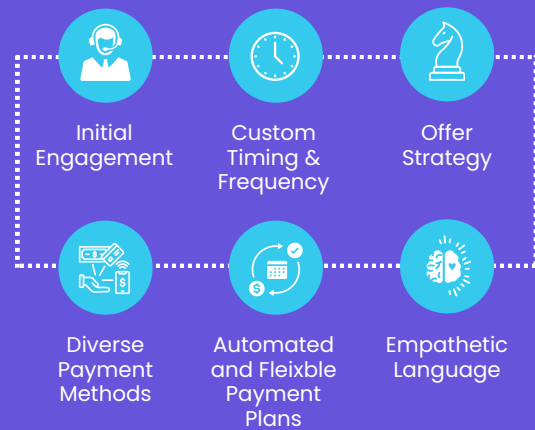 Initial
Engagement
Custom
Timing &
Frequency
Offer
Strategy
Diverse
Payment
Methods
Automated
and Fleixble
Payment
Plans
Empathetic
Language